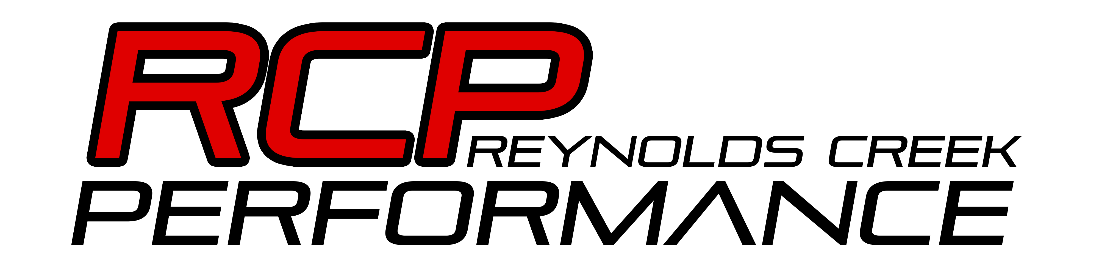 RCP
REYNOLDS CREEK
PERFORMANCE